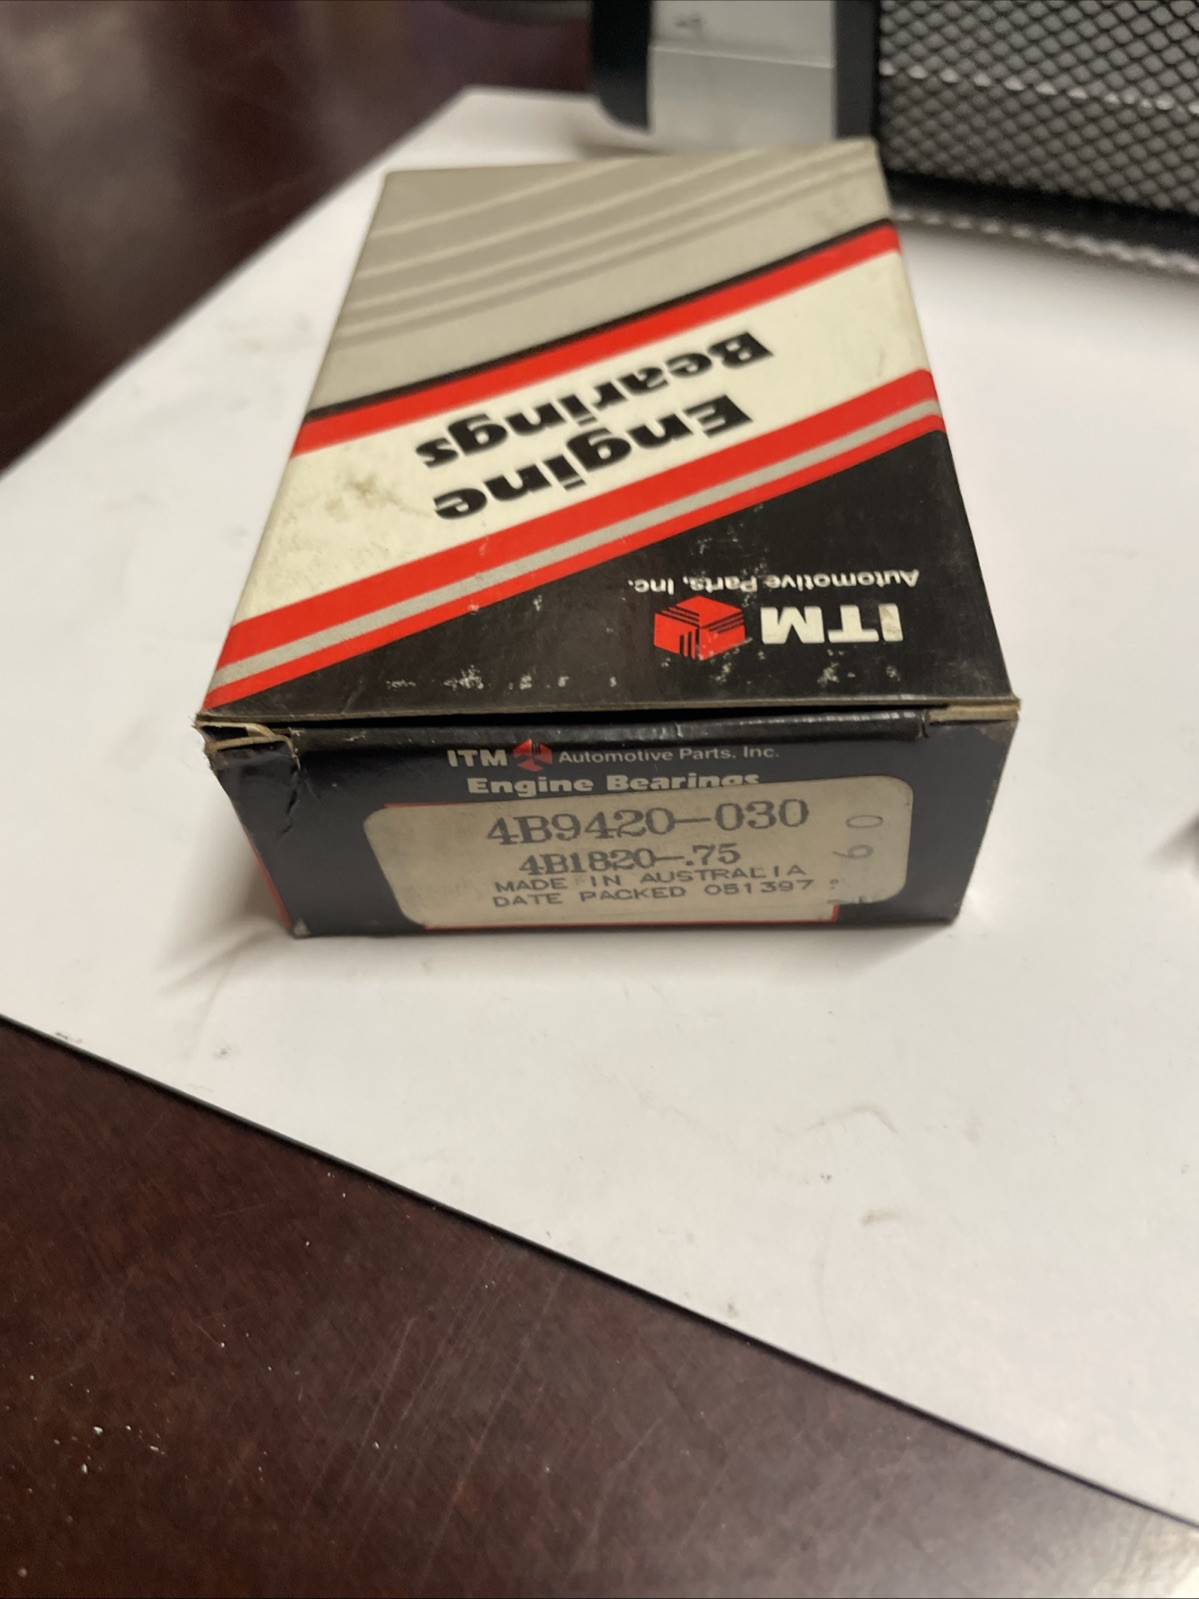 Engine
Bearings
ITM
Automotive Parts, Inc.
ITM Automotive Parts, Inc.
Engine Bearings
4B9420-030
4B1820-.75
MADE IN AUSTRALIA
DATE PACKED 051397